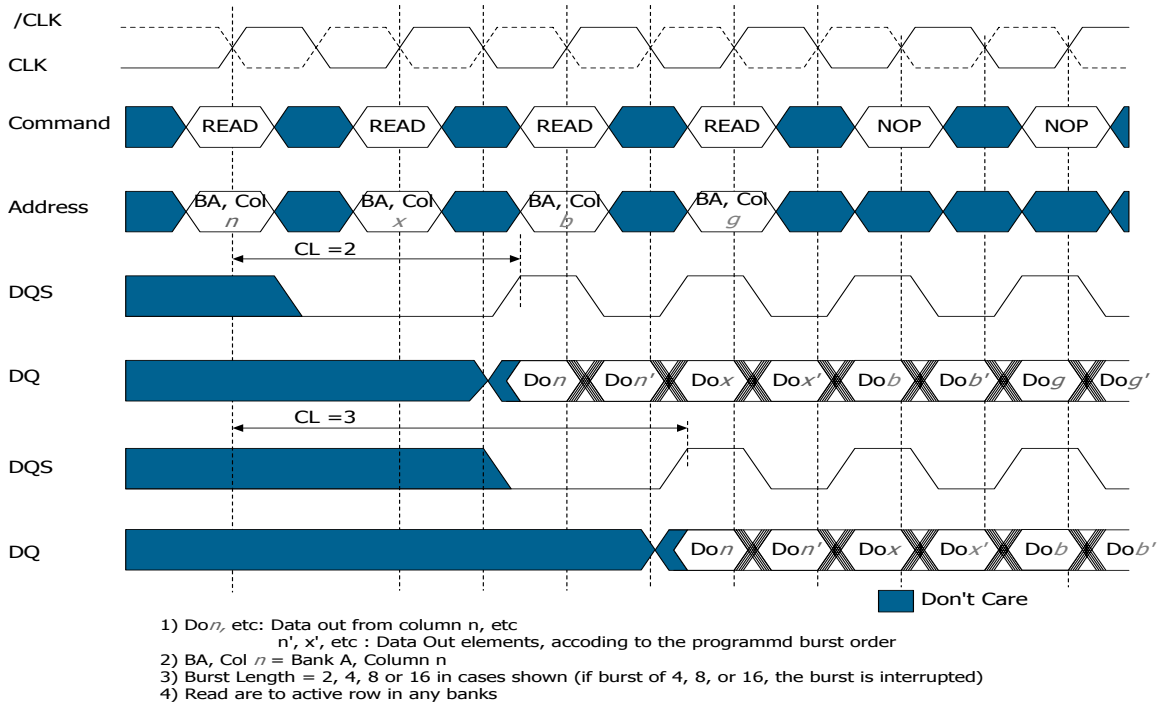 /CLK
CLK
Command READ READ READ READ NOP NOP
Address BA, Col BA, Col BA, Col BA, Col
n x b g
CL =2
DQS
DQ Don Don' Dox Dox' Dob Dob' Dog Dog'
CL =3
DQS
DQ Don Don' Dox Dox' Dob Dob'
Don't Care
1) Don, etc: Data out from column n, etc
n', x', etc : Data Out elements, accoding to the programmd burst order
2) BA, Col n = Bank A, Column n
3) Burst Length = 2, 4, 8 or 16 in cases shown (if burst of 4, 8, or 16, the burst is interrupted)
4) Read are to active row in any banks